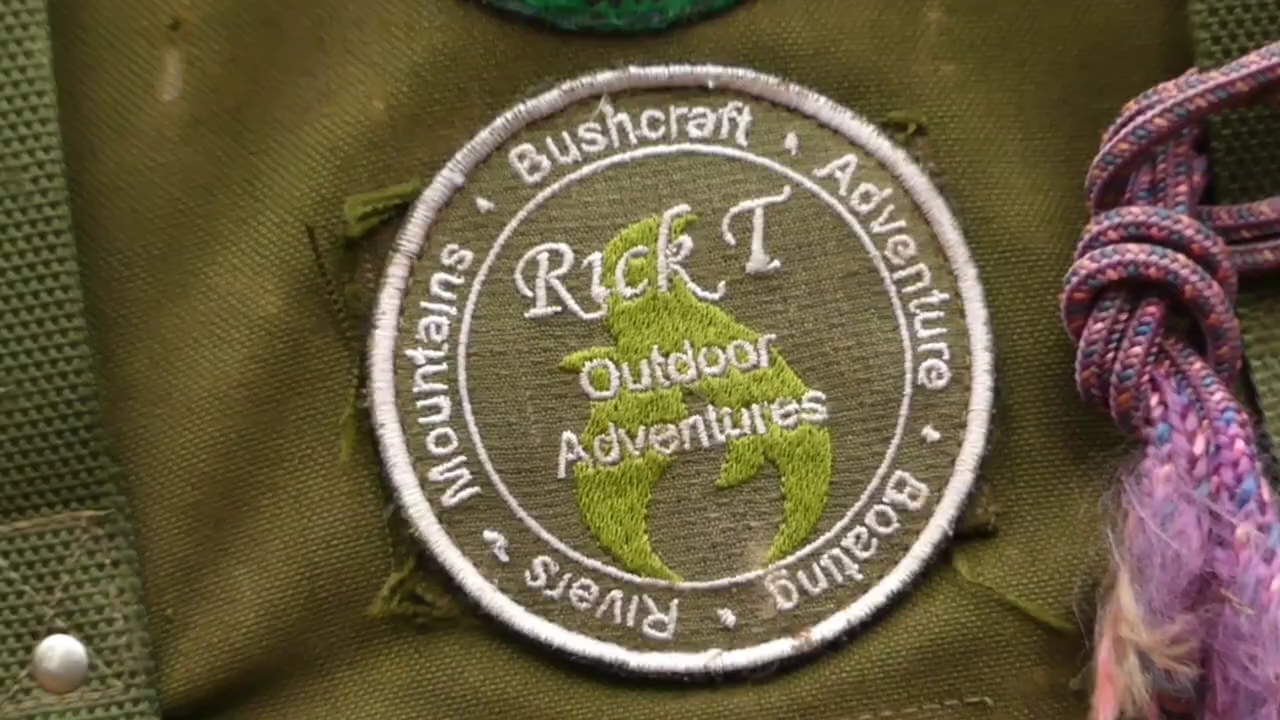 Bushcraft • Adventure • Boating • Rivers • Mountains •
Rick T
Outdoor
Adventures